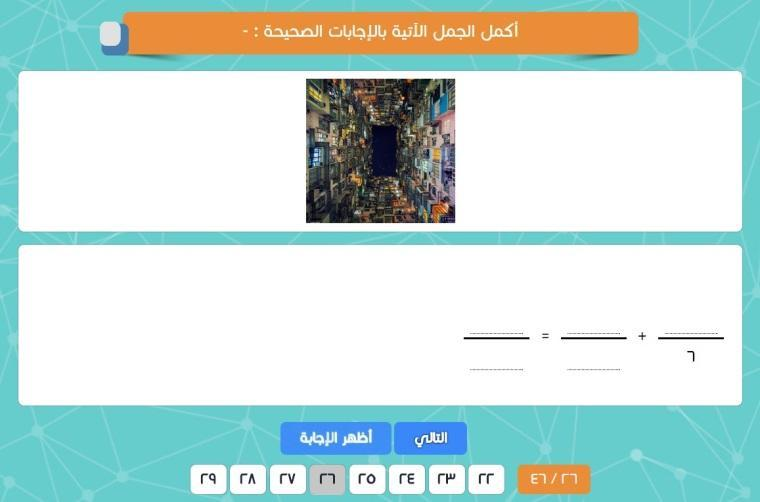 أكمل الجمل الآتية بالإجابات الصحيحة : -
............ + ............ = ............
٦ ............ ............
التالي أظهر الإجابة
٢٦ / ٤٦ ٢٢ ٢٣ ٢٤ ٢٥ ٢٦ ٢٧ ٢٨ ٢٩